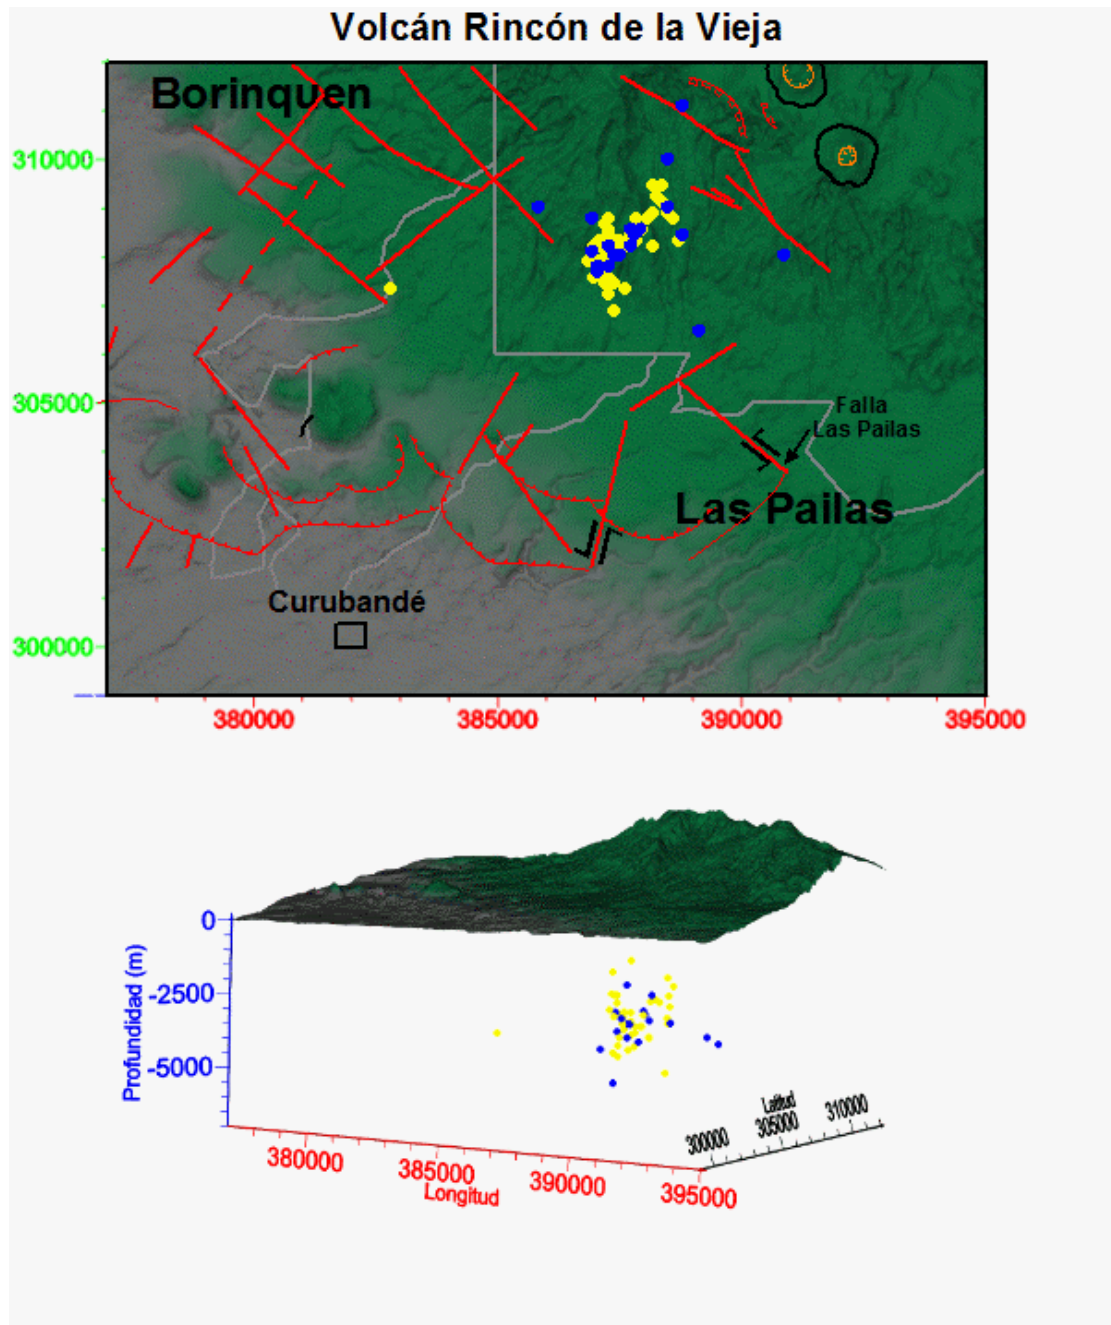 Volcán Rincón de la Vieja
Borinquen
310000
305000
Falla
Las Pailas
Las Pailas
Curubandé
300000
380000
385000
390000
395000
0
-2500
-5000
Profundidad (m)
380000
385000
390000
395000
Longitud
Latitud
300000
305000
310000